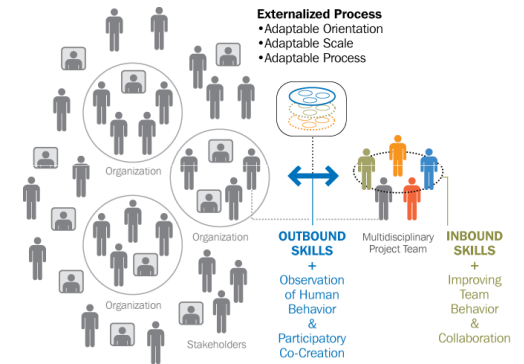 Externalized Process
•Adaptable Orientation
•Adaptable Scale
•Adaptable Process
Organization
Organization
Organization
Stakeholders
OUTBOUND
SKILLS
+
Observation
of Human
Behavior
&
Participatory
Co-Creation
Multidisciplinary
Project Team
INBOUND
SKILLS
+
Improving
Team
Behavior
&
Collaboration